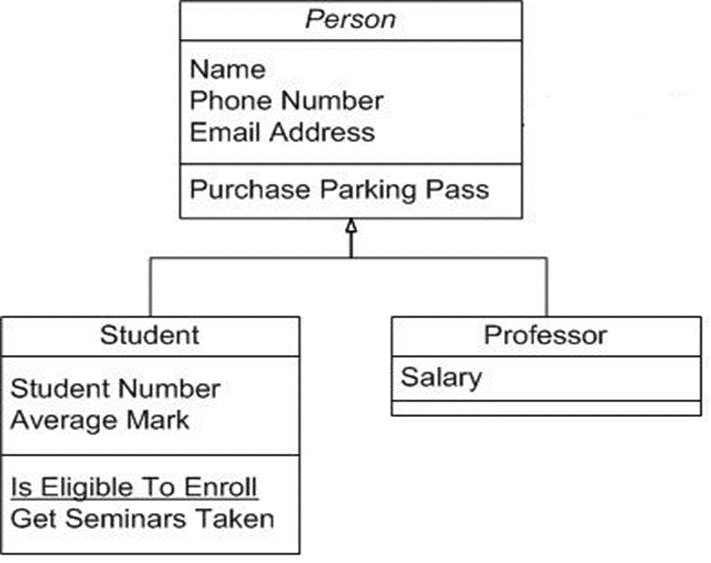 Person
Name
Phone Number
Email Address
Purchase Parking Pass
Student
Student Number
Average Mark
Is Eligible To Enroll
Get Seminars Taken
Professor
Salary